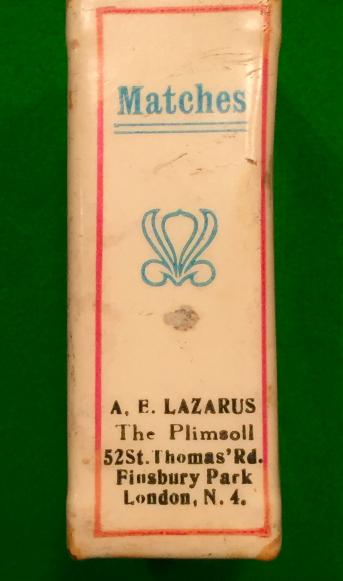 Matches
A. E. LAZARUS
The Plimsoll
52St. Thomas' Rd.
Finsbury Park
London, N. 4.